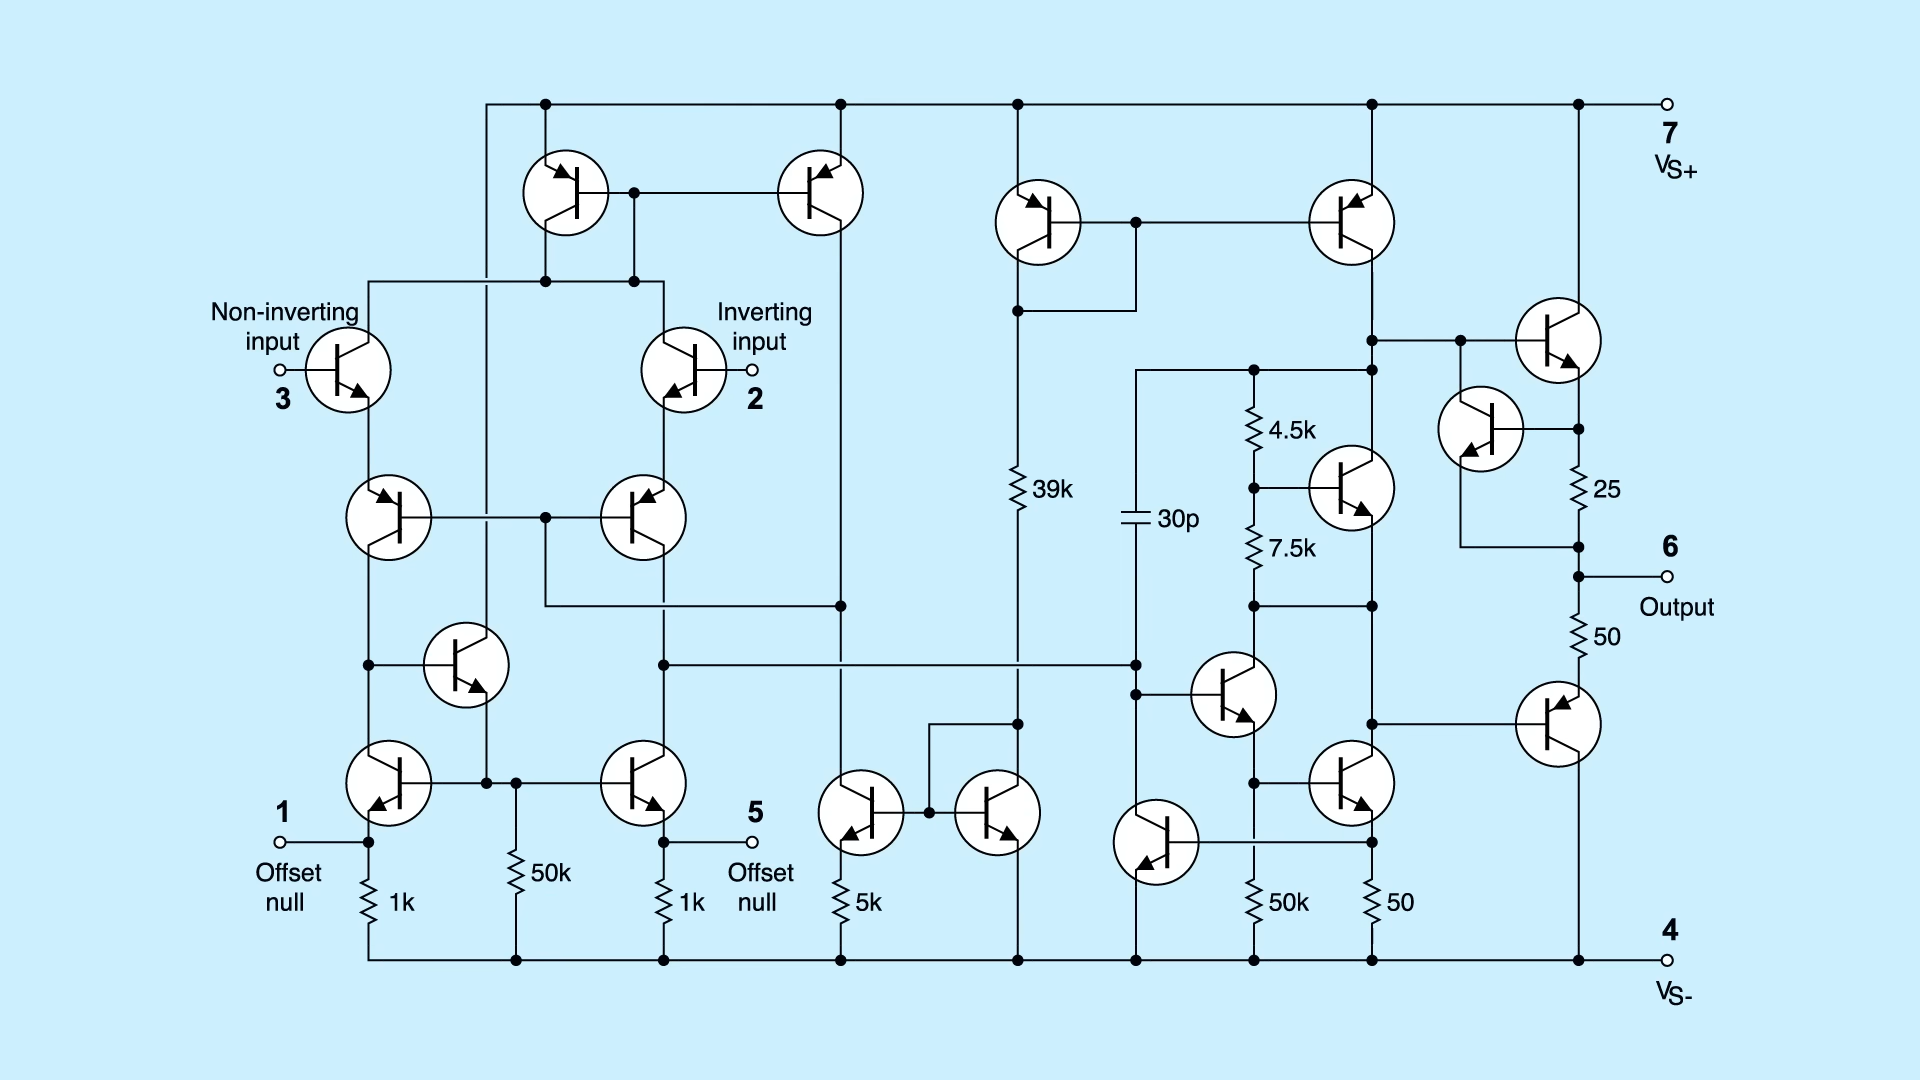 7
VS+
Non-inverting
input
3
Inverting
input
2
4.5k
39k
30p
25
7.5k
6
Output
50
1
Offset
null
5
Offset
null
50k
1k
1k
5k
50k
50
4
VS-